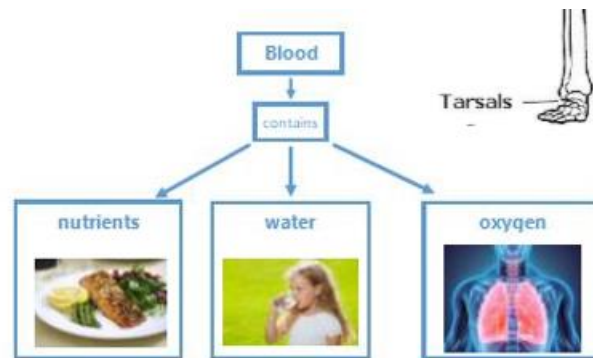 Blood
Tarsals
contains
nutrients
water
oxygen